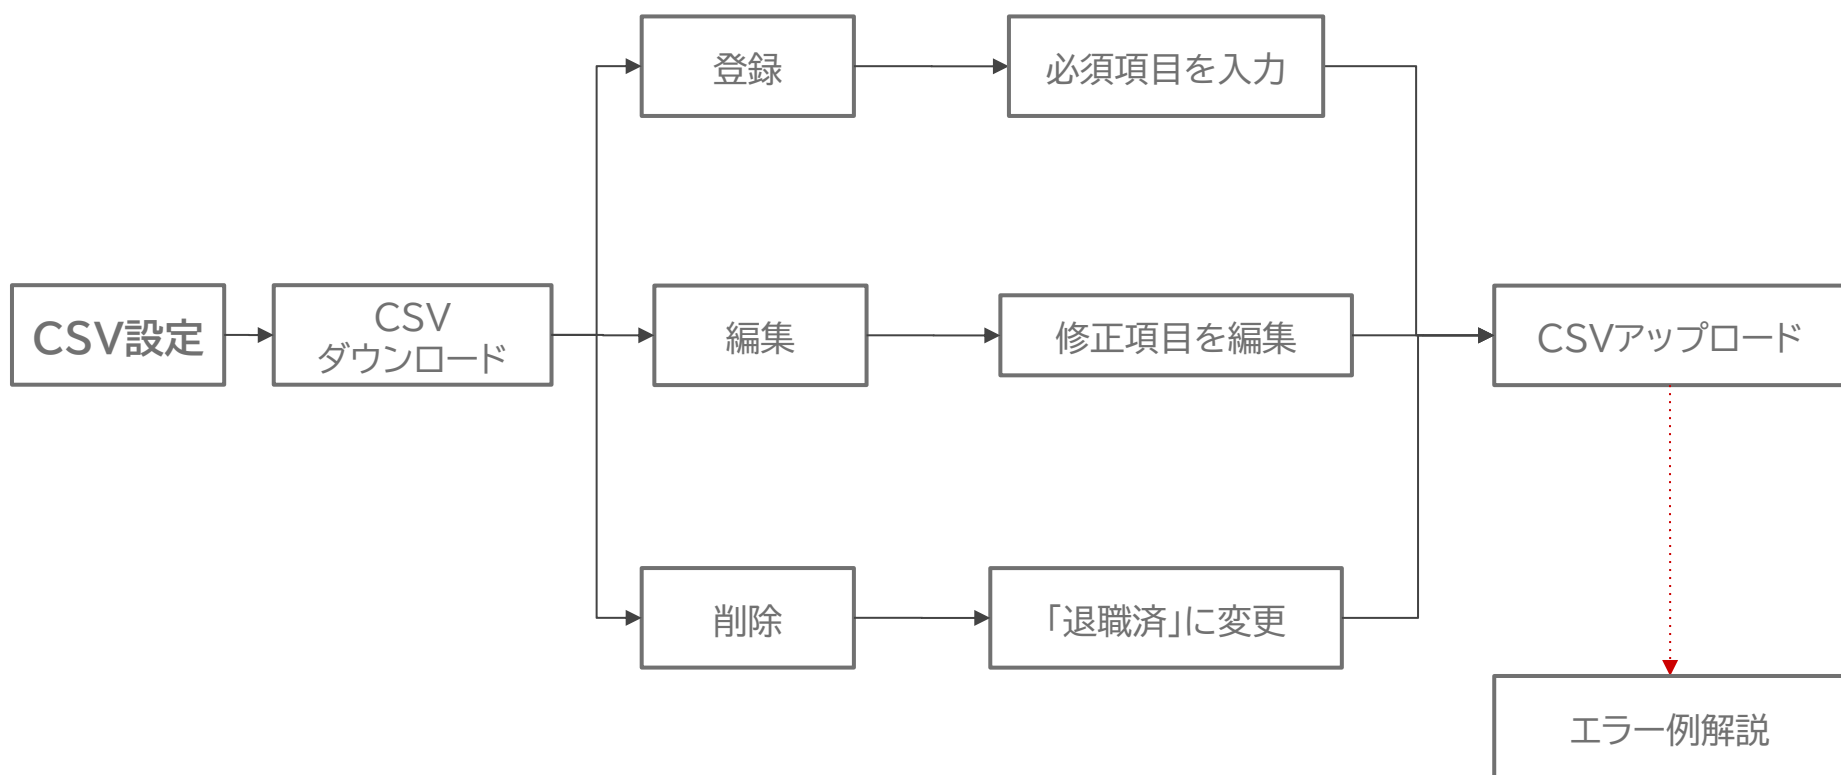 CSV設定
CSV
ダウンロード
登録
必須項目を入力
編集
修正項目を編集
削除
「退職済」に変更
CSVアップロード
エラー例解説